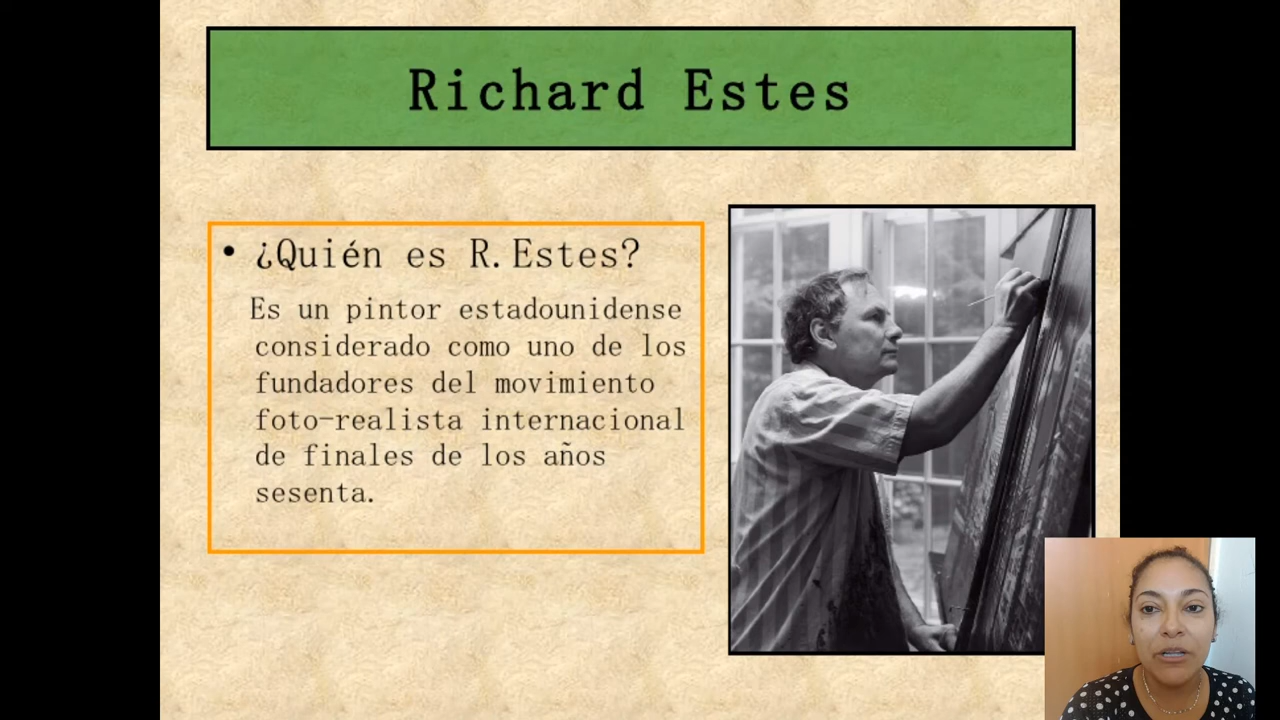 Richard Estes
• ¿Quién es R.Estes?
Es un pintor estadounidense
considerado como uno de los
fundadores del movimiento
foto-realista internacional
de finales de los años
sesenta.